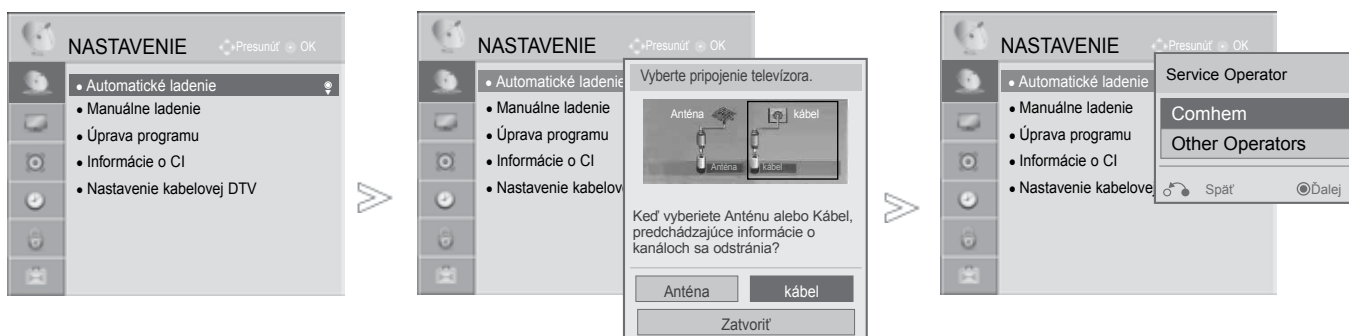 NASTAVENIE
Presunúť OK
• Automatické ladenie
• Manuálne ladenie
• Úprava programu
• Informácie o CI
• Nastavenie kabelovej DTV
NASTAVENIE
Presunúť OK
• Automatické ladenie
• Manuálne ladenie
• Úprava programu
• Informácie o CI
• Nastavenie kabelov
Vyberte pripojenie televízora.
Anténa kábel
Anténa kábel
Keď vyberiete Anténu alebo Kábel,
predchádzajúce informácie o
kanáloch sa odstránia?
Anténa kábel
Zatvoriť
NASTAVENIE
Presunúť OK
• Automatické ladenie
• Manuálne ladenie
• Úprava programu
• Informácie o CI
• Nastavenie kabelove
Service Operator
Comhem
Other Operators
Späť Ďalej